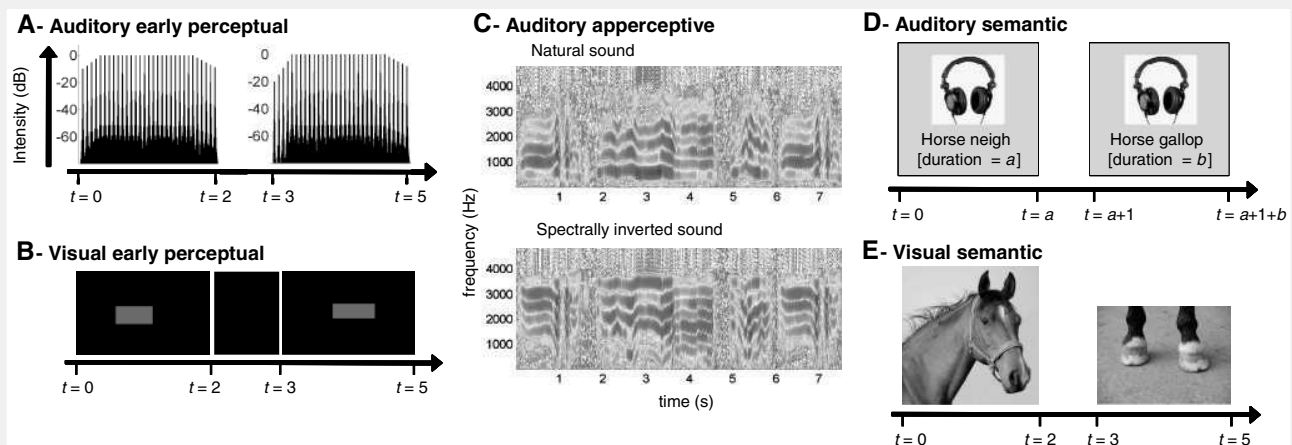 A- Auditory early perceptual
Intensity (dB)
0
-20
-40
-60
0
-20
-40
-60
t = 0
t = 2
t = 3
t = 5
B- Visual early perceptual
t = 0
t = 2
t = 3
t = 5
C- Auditory apperceptive
Natural sound
4000
3000
2000
1000
1 2 3 4 5 6 7
Spectrally inverted sound
4000
3000
2000
1000
1 2 3 4 5 6 7
frequency (Hz)
time (s)
D- Auditory semantic
Horse neigh
[duration = a]
Horse gallop
[duration = b]
t = 0
t = a
t = a+1
t = a+1+b
E- Visual semantic
t = 0
t = 2
t = 3
t = 5